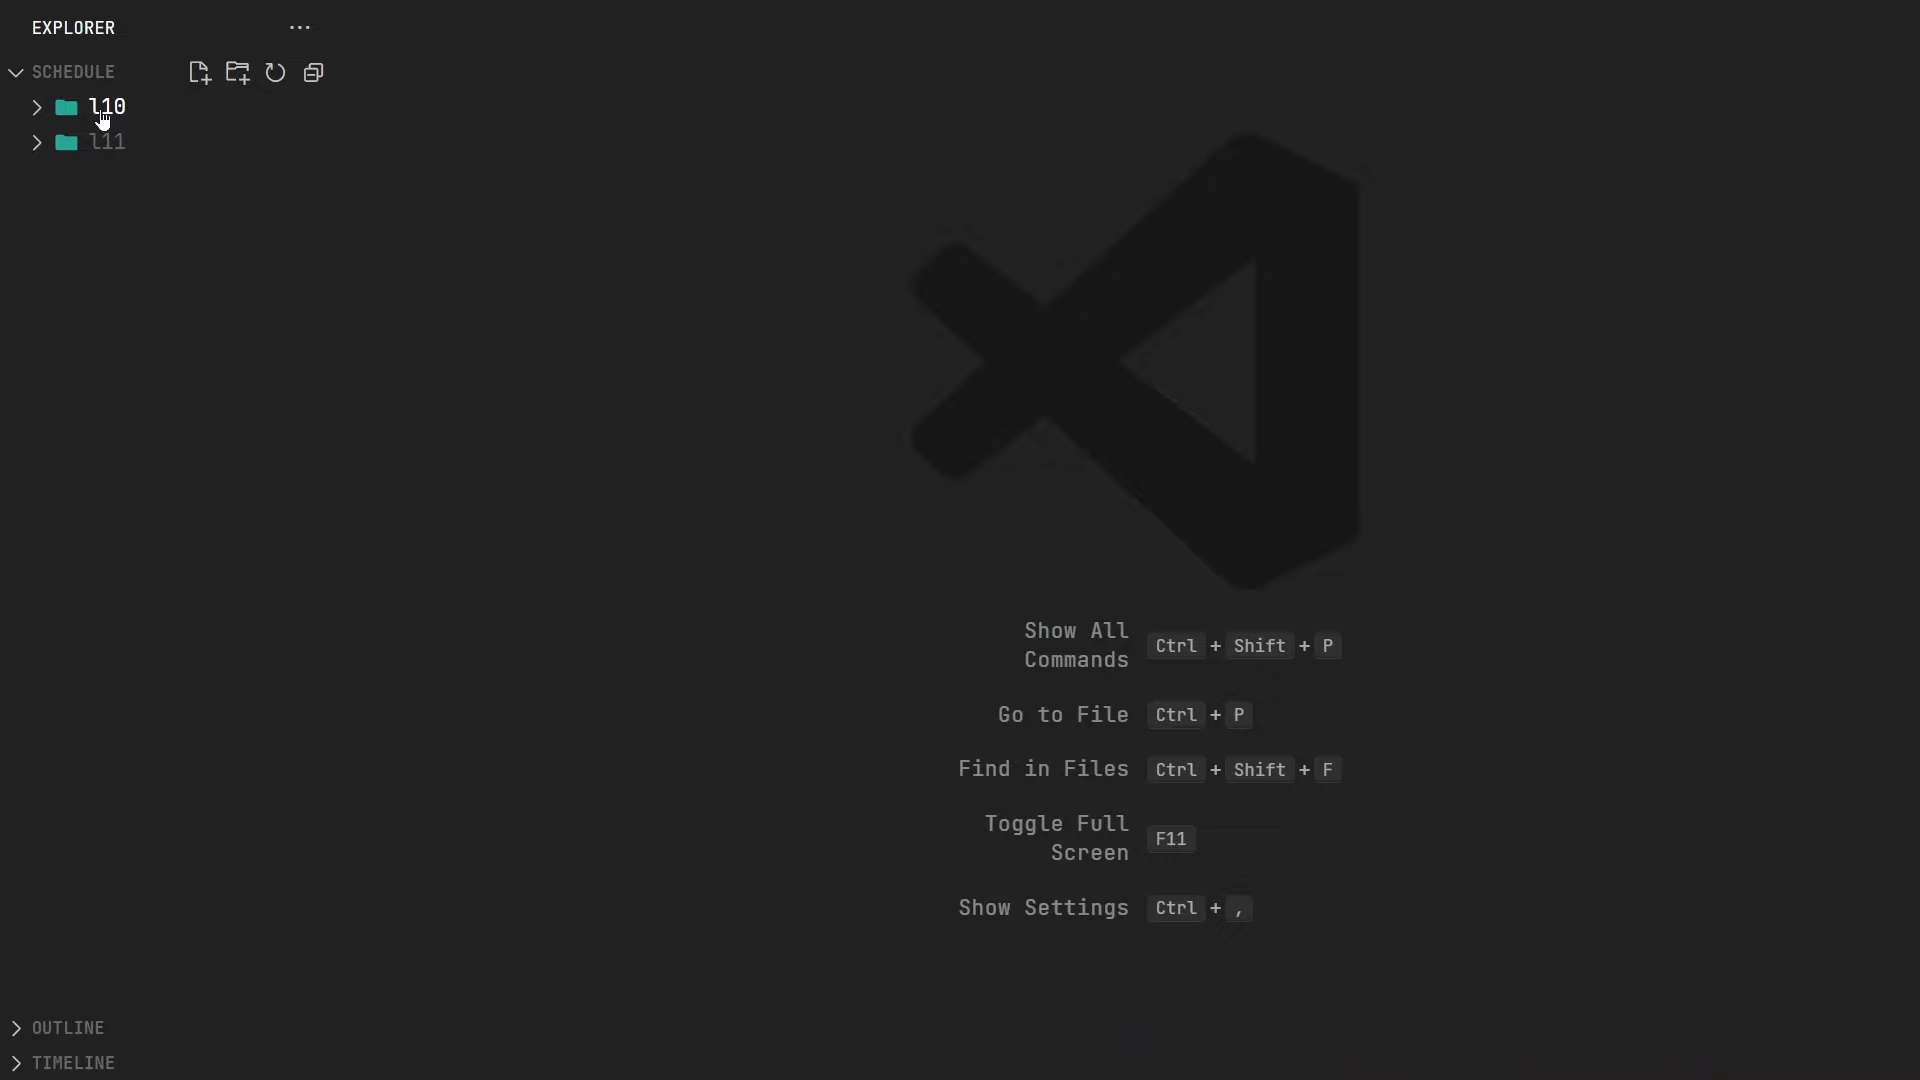 EXPLORER
SCHEDULE
l10
l11
Show All
Commands
Ctrl + Shift + P
Go to File
Ctrl + P
Find in Files
Ctrl + Shift + F
Toggle Full
Screen
F11
Show Settings
Ctrl + ,
OUTLINE
TIMELINE